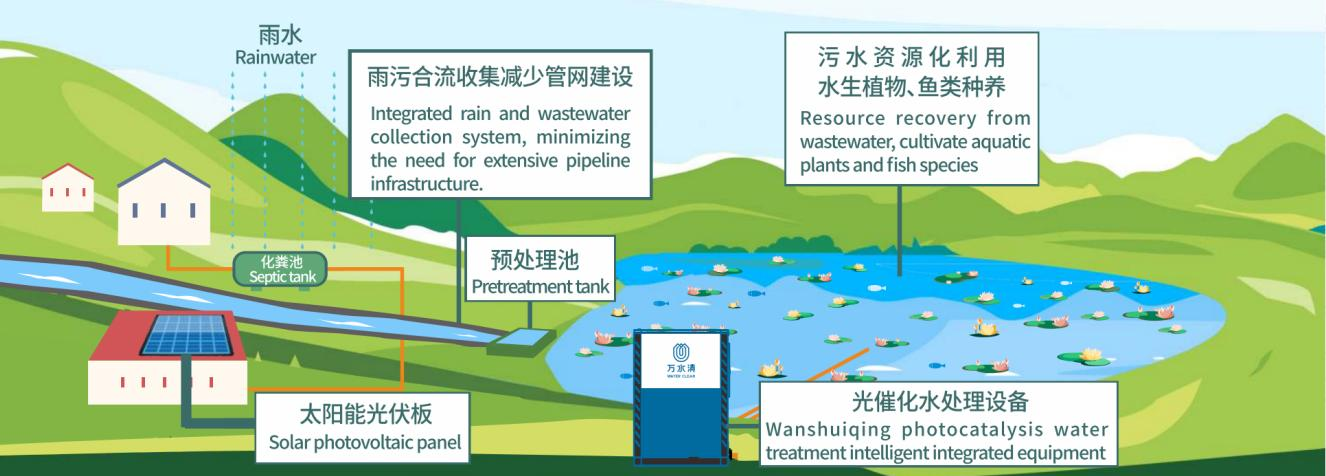 雨水
Rainwater
雨污合流收集减少管网建设
Integrated rain and wastewater
collection system, minimizing
the need for extensive pipeline
infrastructure.
污水资源化利用
水生植物、鱼类种养
Resource recovery from
wastewater, cultivate aquatic
plants and fish species
化粪池
Septic tank
预处理池
Pretreatment tank
万水清
WATER CLEAR
太阳能光伏板
Solar photovoltaic panel
光催化水处理设备
Wanshuiqing photocatalysis water
treatment intelligent integrated equipment